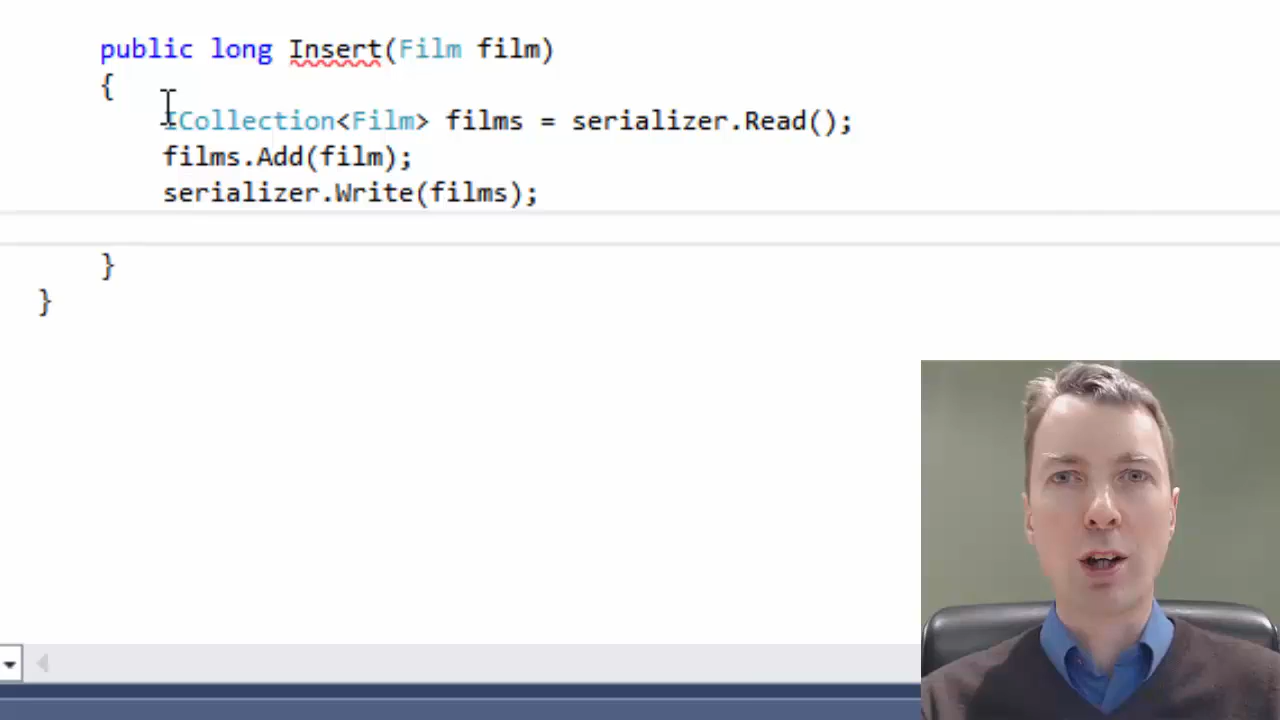 public long Insert(Film film)
{
ICollection<Film> films = serializer.Read();
films.Add(film);
serializer.Write(films);
}
}